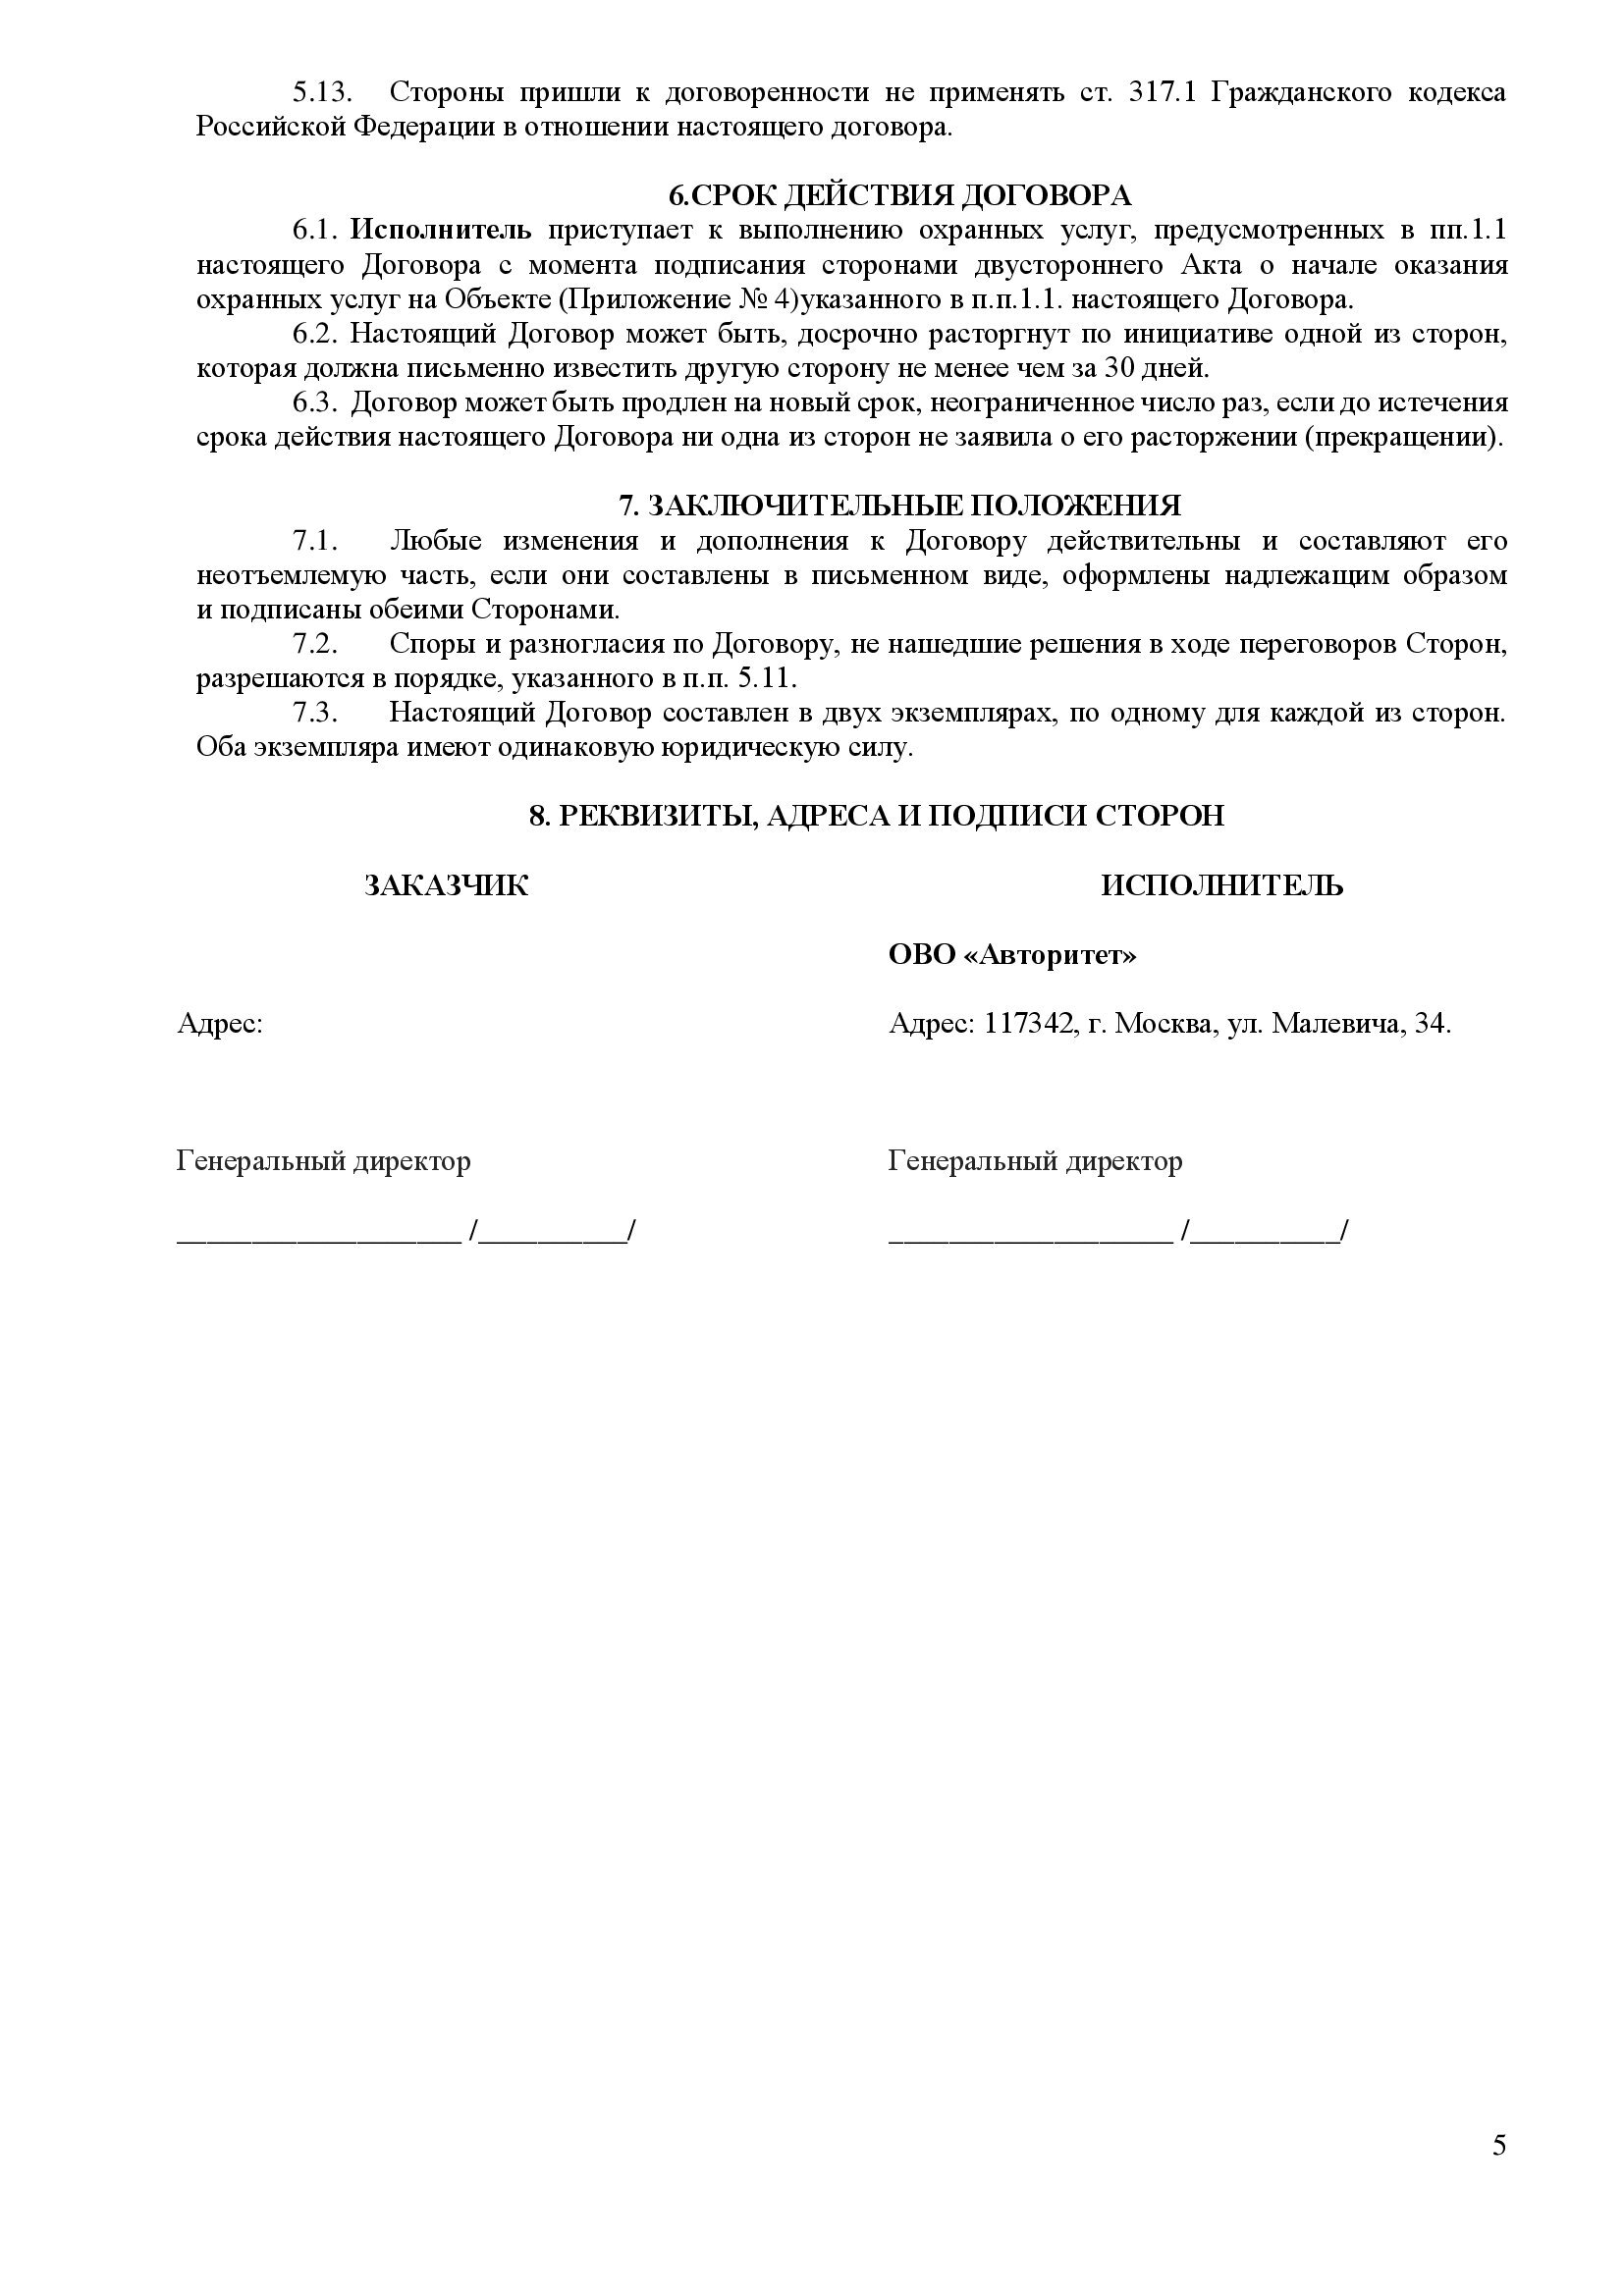 5.13. Стороны пришли к договоренности не применять ст. 317.1 Гражданского кодекса
Российской Федерации в отношении настоящего договора.
6.СРОК ДЕЙСТВИЯ ДОГОВОРА
6.1. Исполнитель приступает к выполнению охранных услуг, предусмотренных в пп.1.1
настоящего Договора с момента подписания сторонами двустороннего Акта о начале оказания
охранных услуг на Объекте (Приложение № 4)указанного в п.п.1.1. настоящего Договора.
6.2. Настоящий Договор может быть, досрочно расторгнут по инициативе одной из сторон,
которая должна письменно известить другую сторону не менее чем за 30 дней.
6.3. Договор может быть продлен на новый срок, неограниченное число раз, если до истечения
срока действия настоящего Договора ни одна из сторон не заявила о его расторжении (прекращении).
7. ЗАКЛЮЧИТЕЛЬНЫЕ ПОЛОЖЕНИЯ
7.1. Любые изменения и дополнения к Договору действительны и составляют его
неотъемлемую часть, если они составлены в письменном виде, оформлены надлежащим образом
и подписаны обеими Сторонами.
7.2. Споры и разногласия по Договору, не нашедшие решения в ходе переговоров Сторон,
разрешаются в порядке, указанного в п.п. 5.11.
7.3. Настоящий Договор составлен в двух экземплярах, по одному для каждой из сторон.
Оба экземпляра имеют одинаковую юридическую силу.
8. РЕКВИЗИТЫ, АДРЕСА И ПОДПИСИ СТОРОН
ЗАКАЗЧИК ИСПОЛНИТЕЛЬ
ОВО «Авторитет»
Адрес: Адрес: 117342, г. Москва, ул. Малевича, 34.
Генеральный директор Генеральный директор
___________________ /__________/ ___________________ /__________/
5